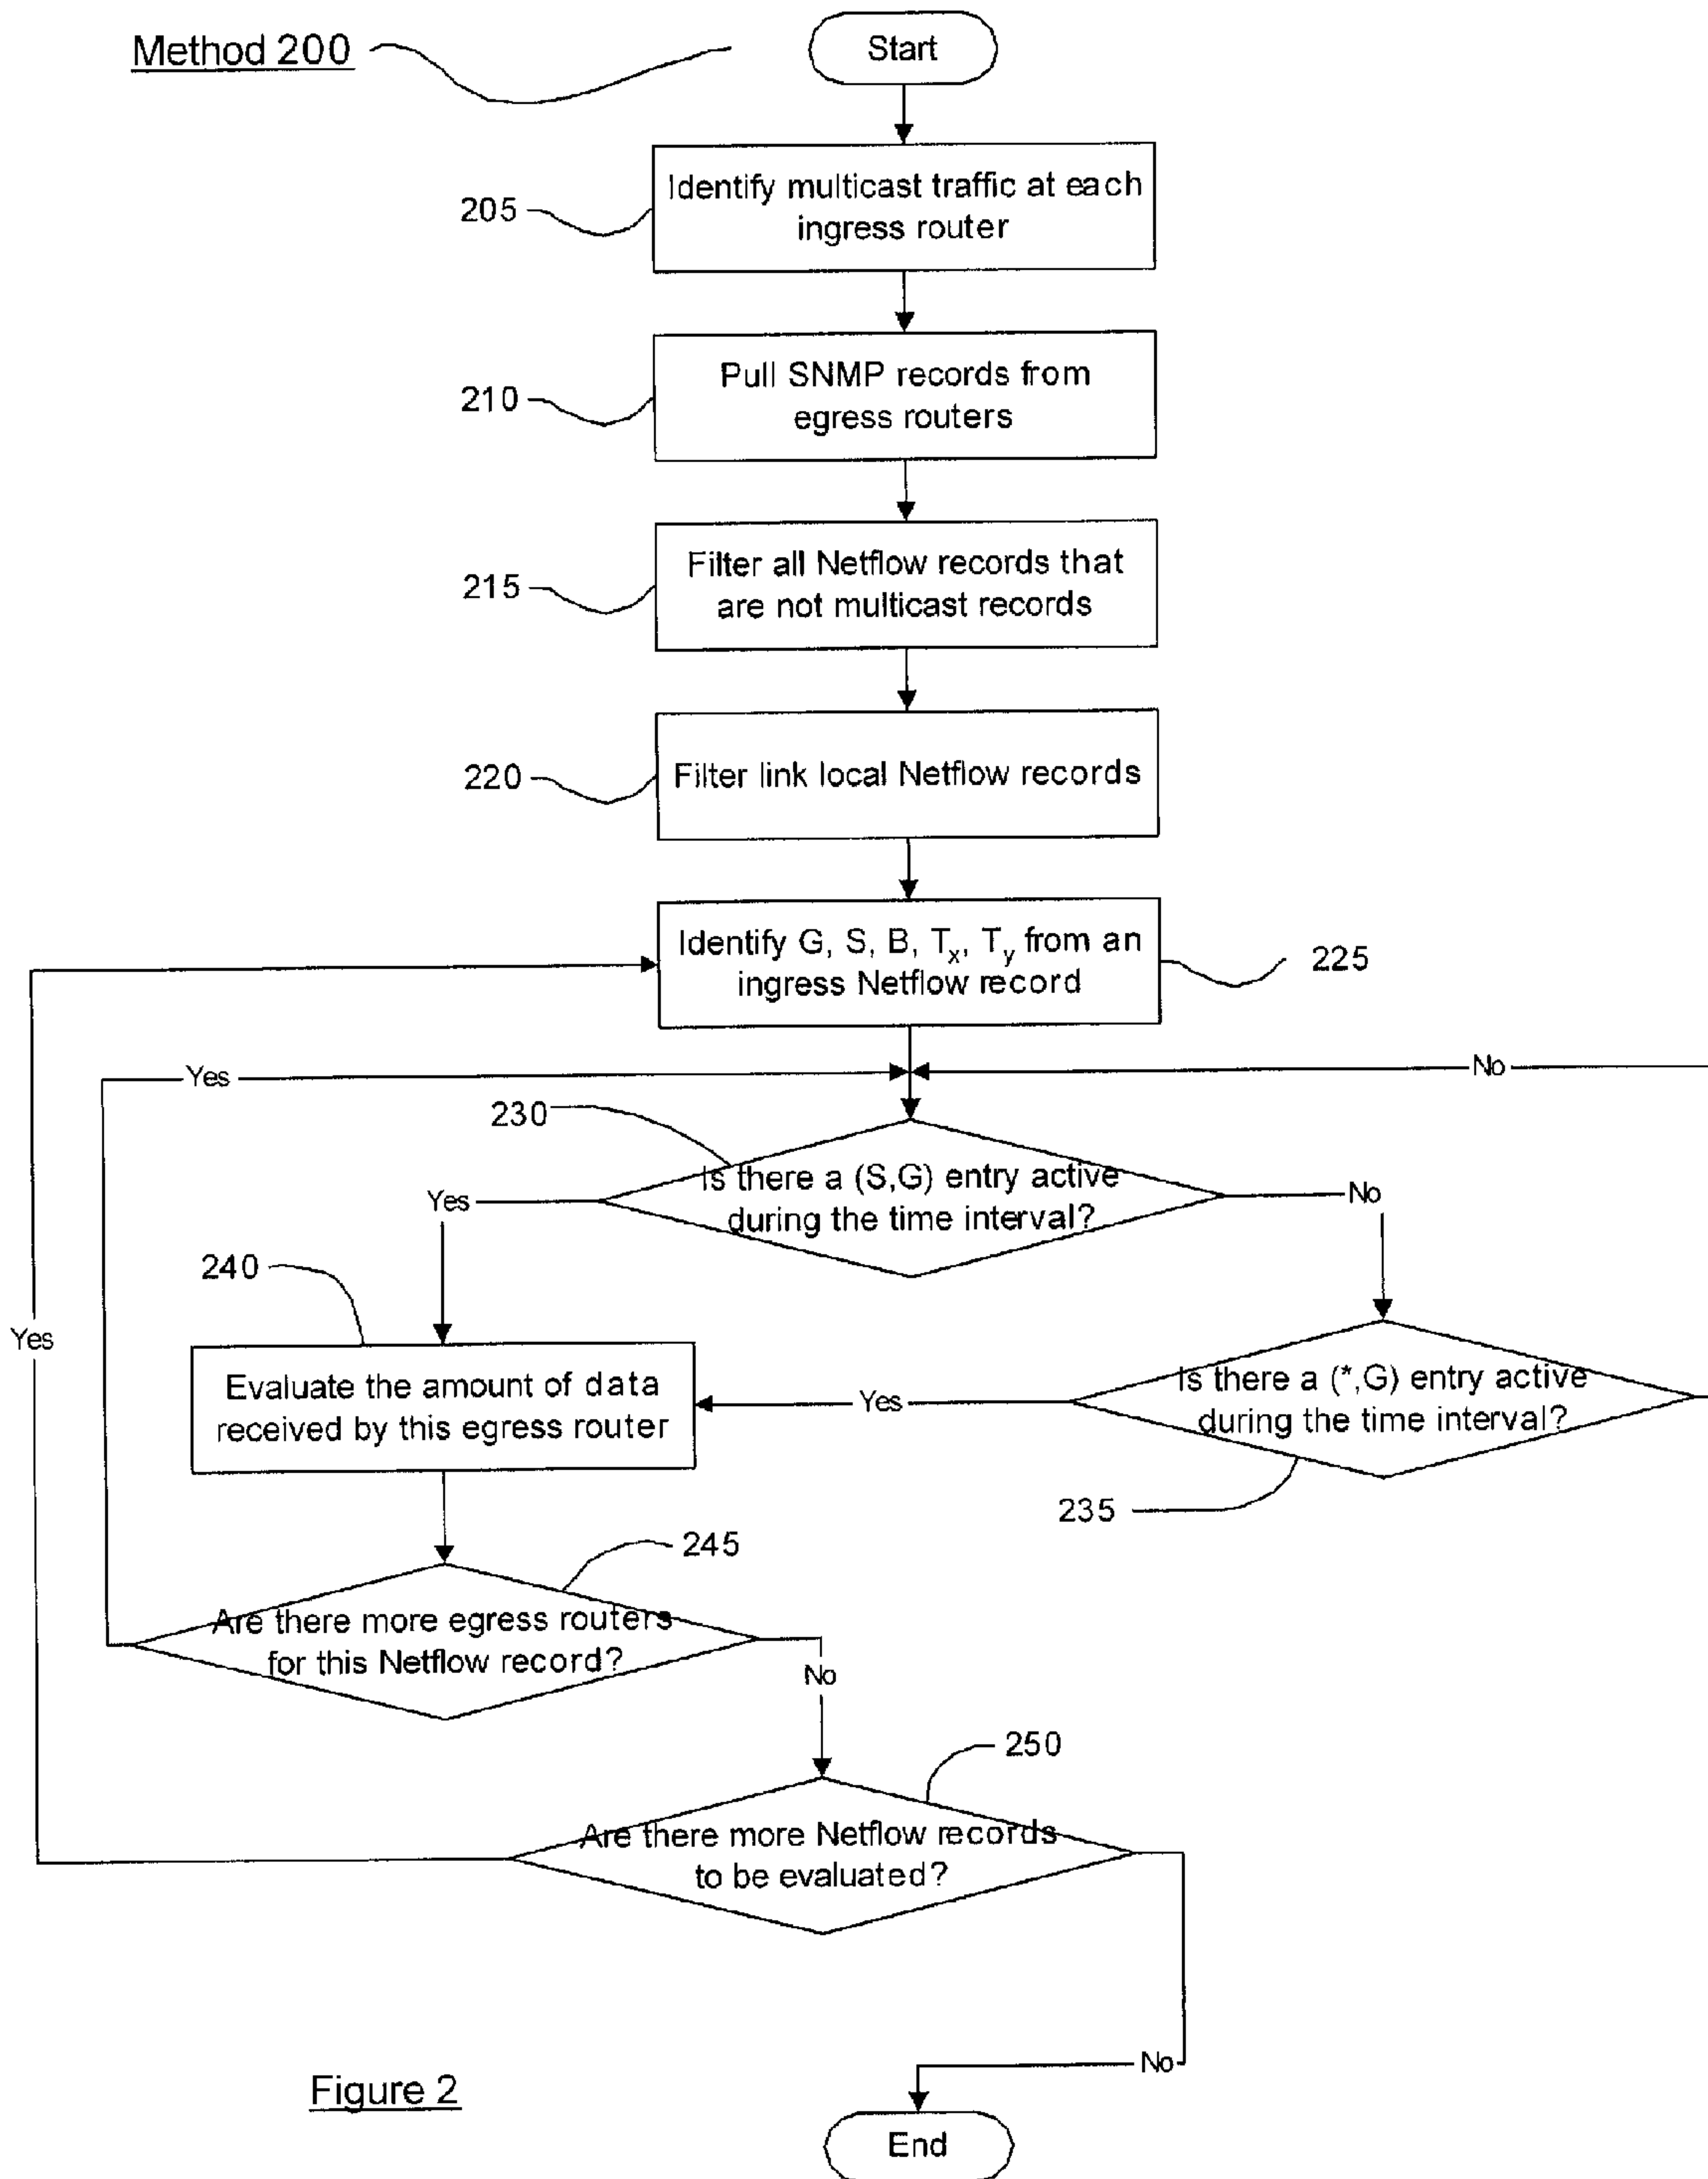 Method 200
Start
205
Identify multicast traffic at each
ingress router
210
Pull SNMP records from
egress routers
215
Filter all Netflow records that
are not multicast records
220
Filter link local Netflow records
Identify G, S, B, Tx, Ty from an
ingress Netflow record
225
Yes
No
230
Is there a (S,G) entry active
during the time interval?
Yes
No
240
Yes
Evaluate the amount of data
received by this egress router
Yes
Is there a (*,G) entry active
during the time interval?
235
245
Are there more egress routers
for this Netflow record?
No
250
Are there more Netflow records
to be evaluated?
No
Figure 2
End